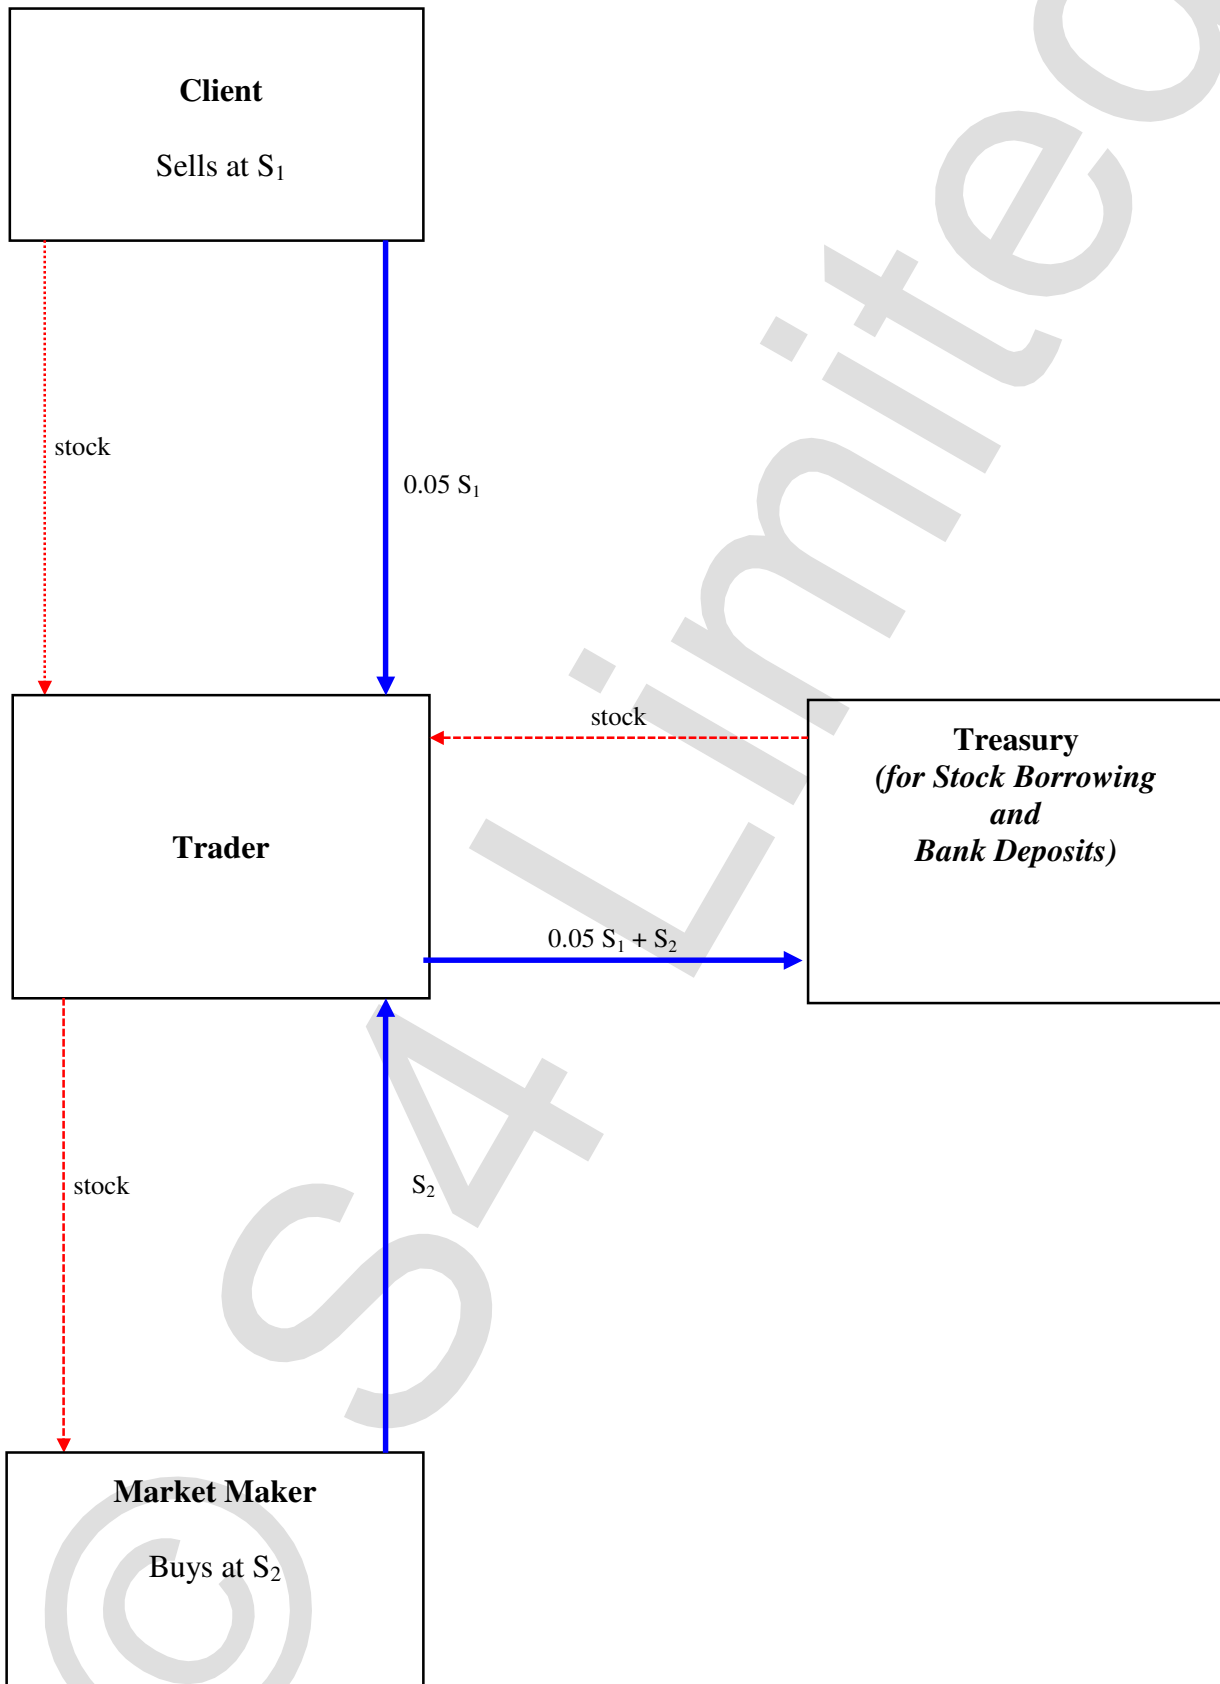 Client
Sells at S₁
stock
0.05 S₁
stock
Treasury
(for Stock Borrowing
and
Bank Deposits)
Trader
0.05 S₁ + S₂
stock
S₂
Market Maker
Buys at S₂
© S4 Limited